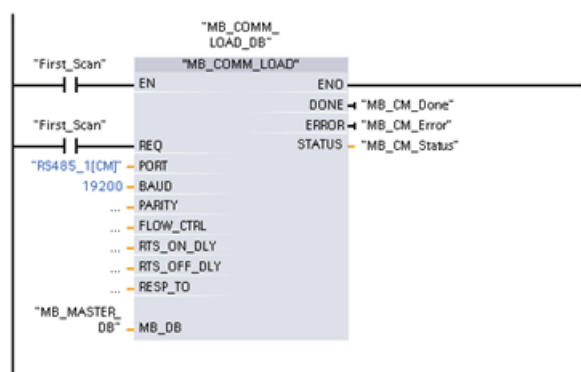 "MB_COMM_
LOAD_DB"
"First_Scan" "MB_COMM_LOAD"
EN ENO
DONE "MB_CM_Done"
"First_Scan" ERROR "MB_CM_Error"
REQ STATUS "MB_CM_Status"
"RS485_1[CM]" PORT
19200 BAUD
... PARITY
... FLOW_CTRL
... RTS_ON_DLY
... RTS_OFF_DLY
... RESP_TO
"MB_MASTER_
DB" MB_DB